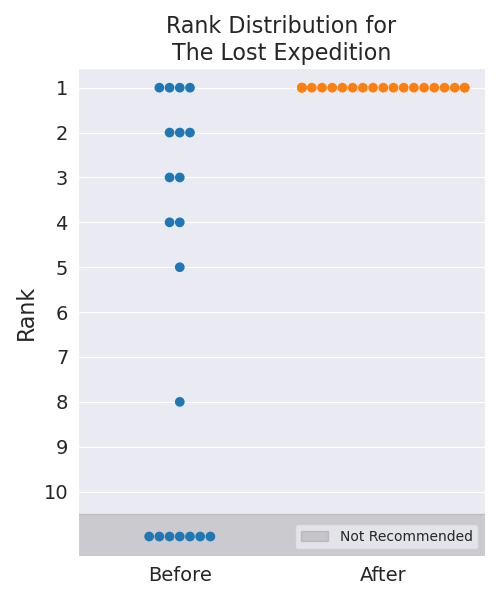 Rank Distribution for
The Lost Expedition
Rank
1
2
3
4
5
6
7
8
9
10
Not Recommended
Before
After